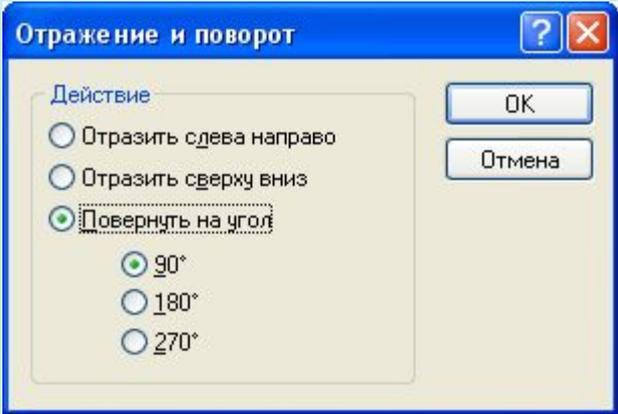 Отражение и поворот
Действие
Отразить слева направо
Отразить сверху вниз
Повернуть на угол
90°
180°
270°
OK
Отмена